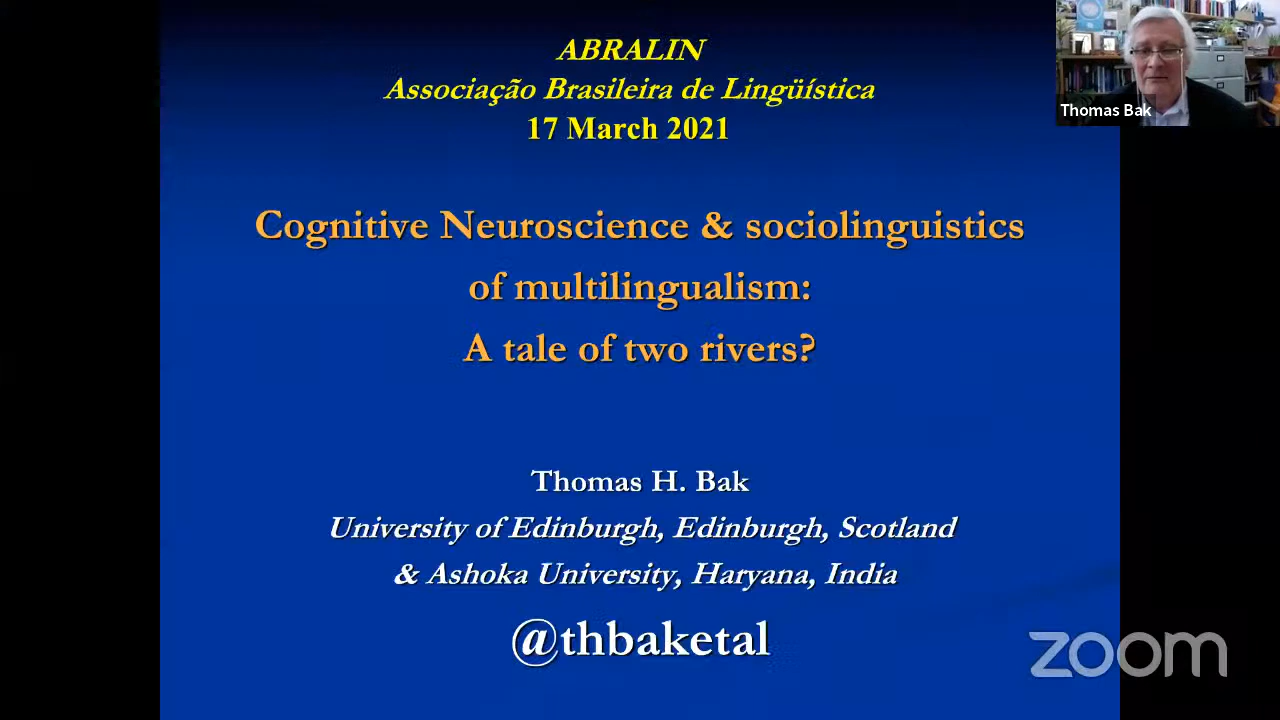 ABRALIN
Associação Brasileira de Lingüística
17 March 2021
Thomas Bak
Cognitive Neuroscience & sociolinguistics
of multilingualism:
A tale of two rivers?
Thomas H. Bak
University of Edinburgh, Edinburgh, Scotland
& Ashoka University, Haryana, India
@thbaketal
zoom